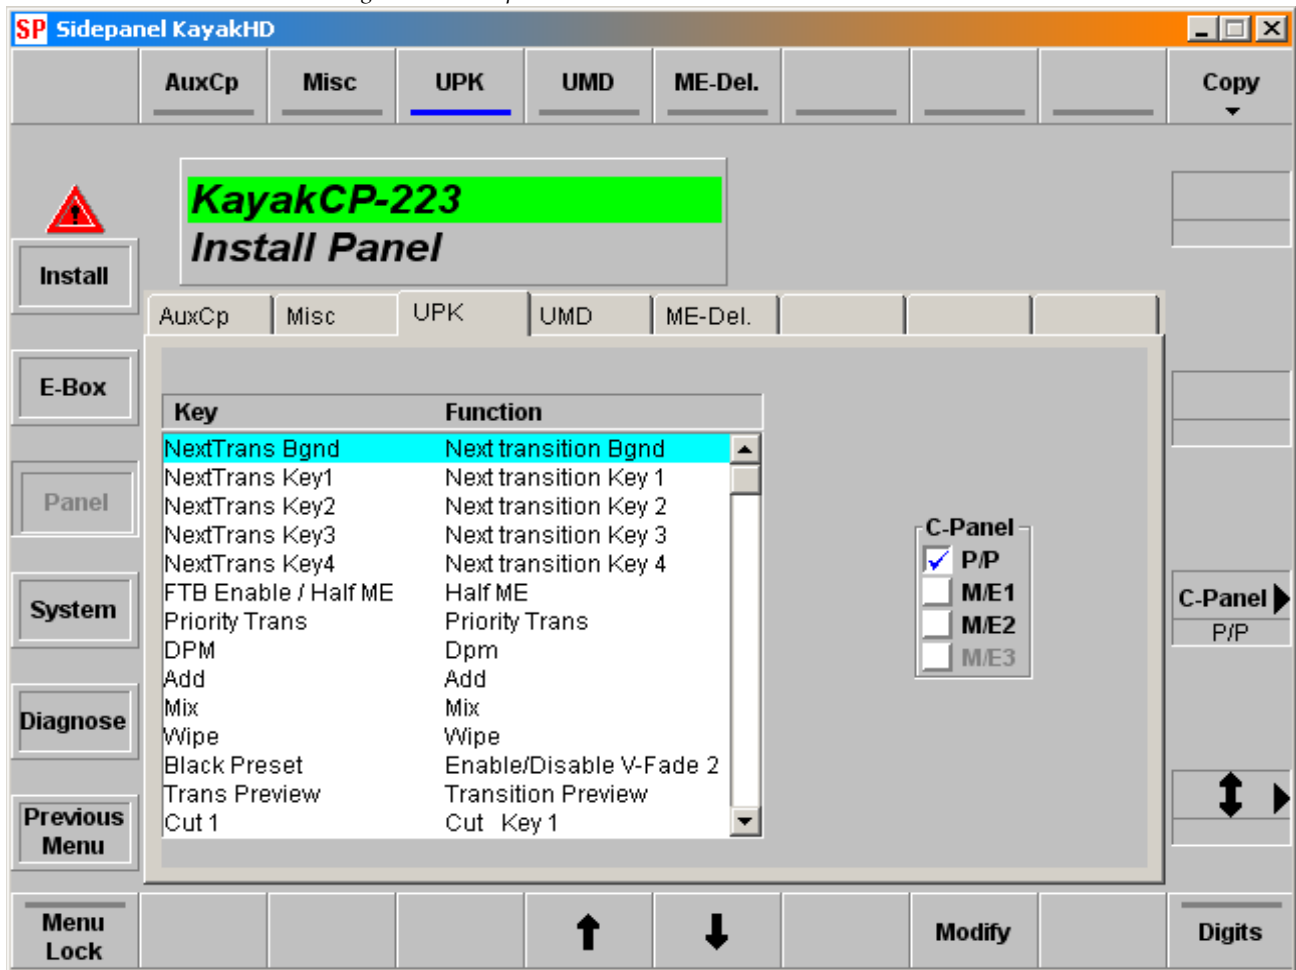 SP Sidepanel KayakHD
AuxCp Misc UPK UMD ME-Del. Copy
KayakCP-223
Install Panel
Install
AuxCp Misc UPK UMD ME-Del.
E-Box
Key Function
NextTrans Bgnd Next transition Bgnd
NextTrans Key1 Next transition Key 1
NextTrans Key2 Next transition Key 2
NextTrans Key3 Next transition Key 3
NextTrans Key4 Next transition Key 4
FTB Enable / Half ME Half ME
Priority Trans Priority Trans
DPM Dpm
Add Add
Mix Mix
Wipe Wipe
Black Preset Enable/Disable V-Fade 2
Trans Preview Transition Preview
Cut 1 Cut Key 1
Panel
C-Panel
P/P
M/E1
M/E2
M/E3
System
C-Panel
P/P
Diagnose
Previous
Menu
Menu
Lock
Modify
Digits